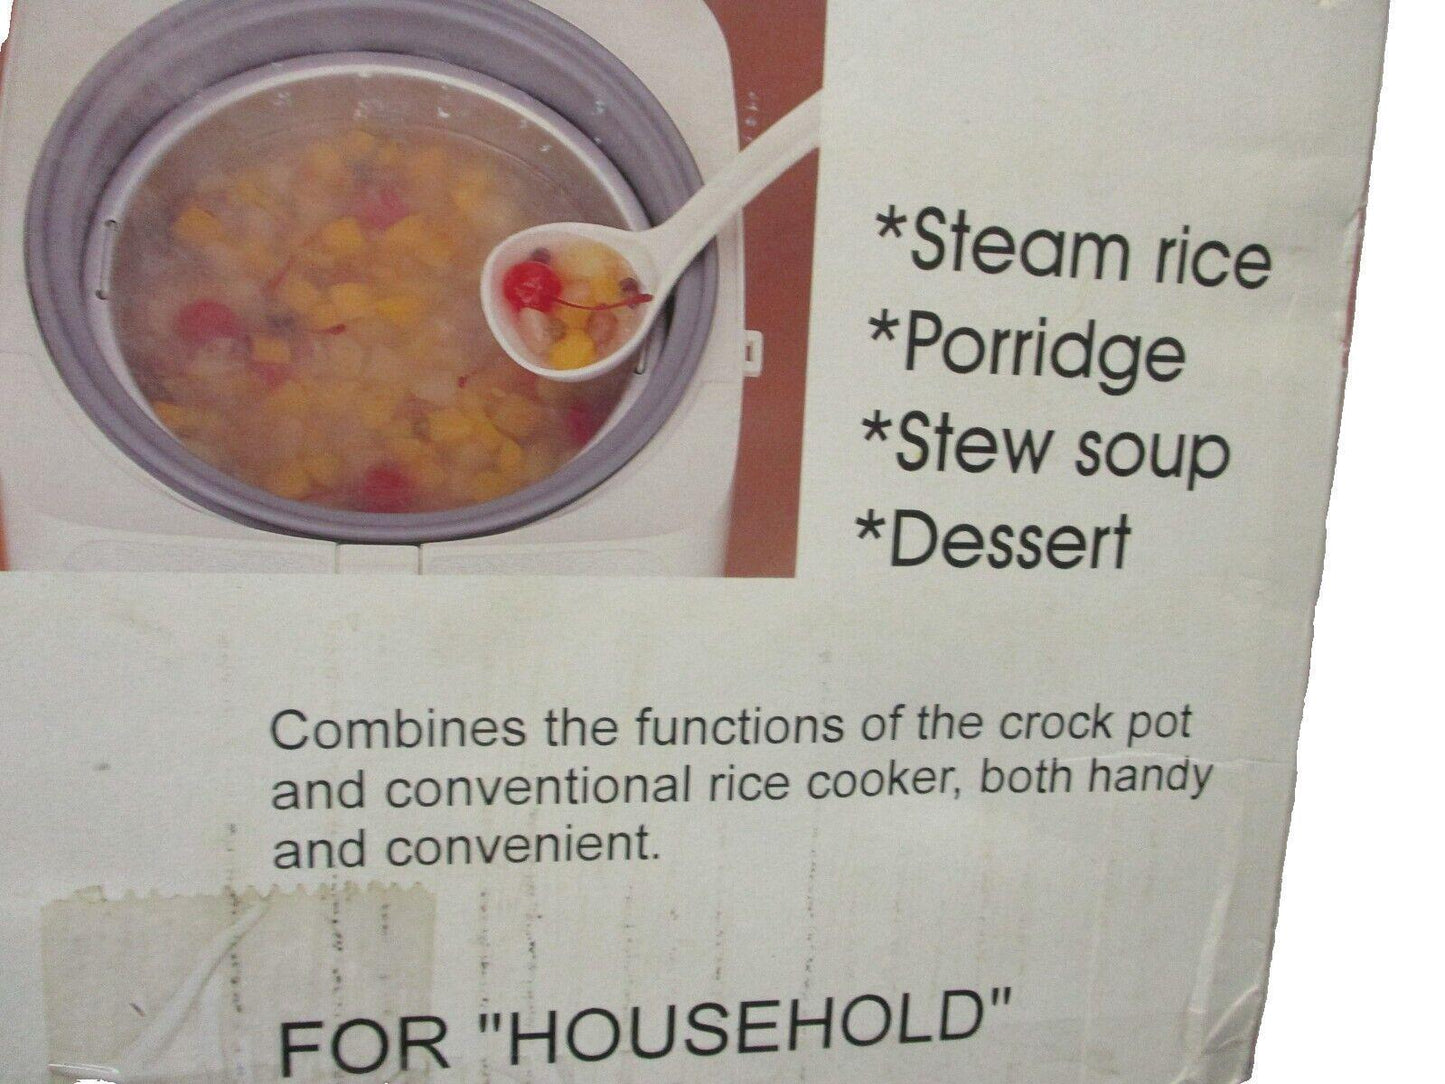 *Steam rice
*Porridge
*Stew soup
*Dessert
Combines the functions of the crock pot
and conventional rice cooker, both handy
and convenient.
FOR "HOUSEHOLD"